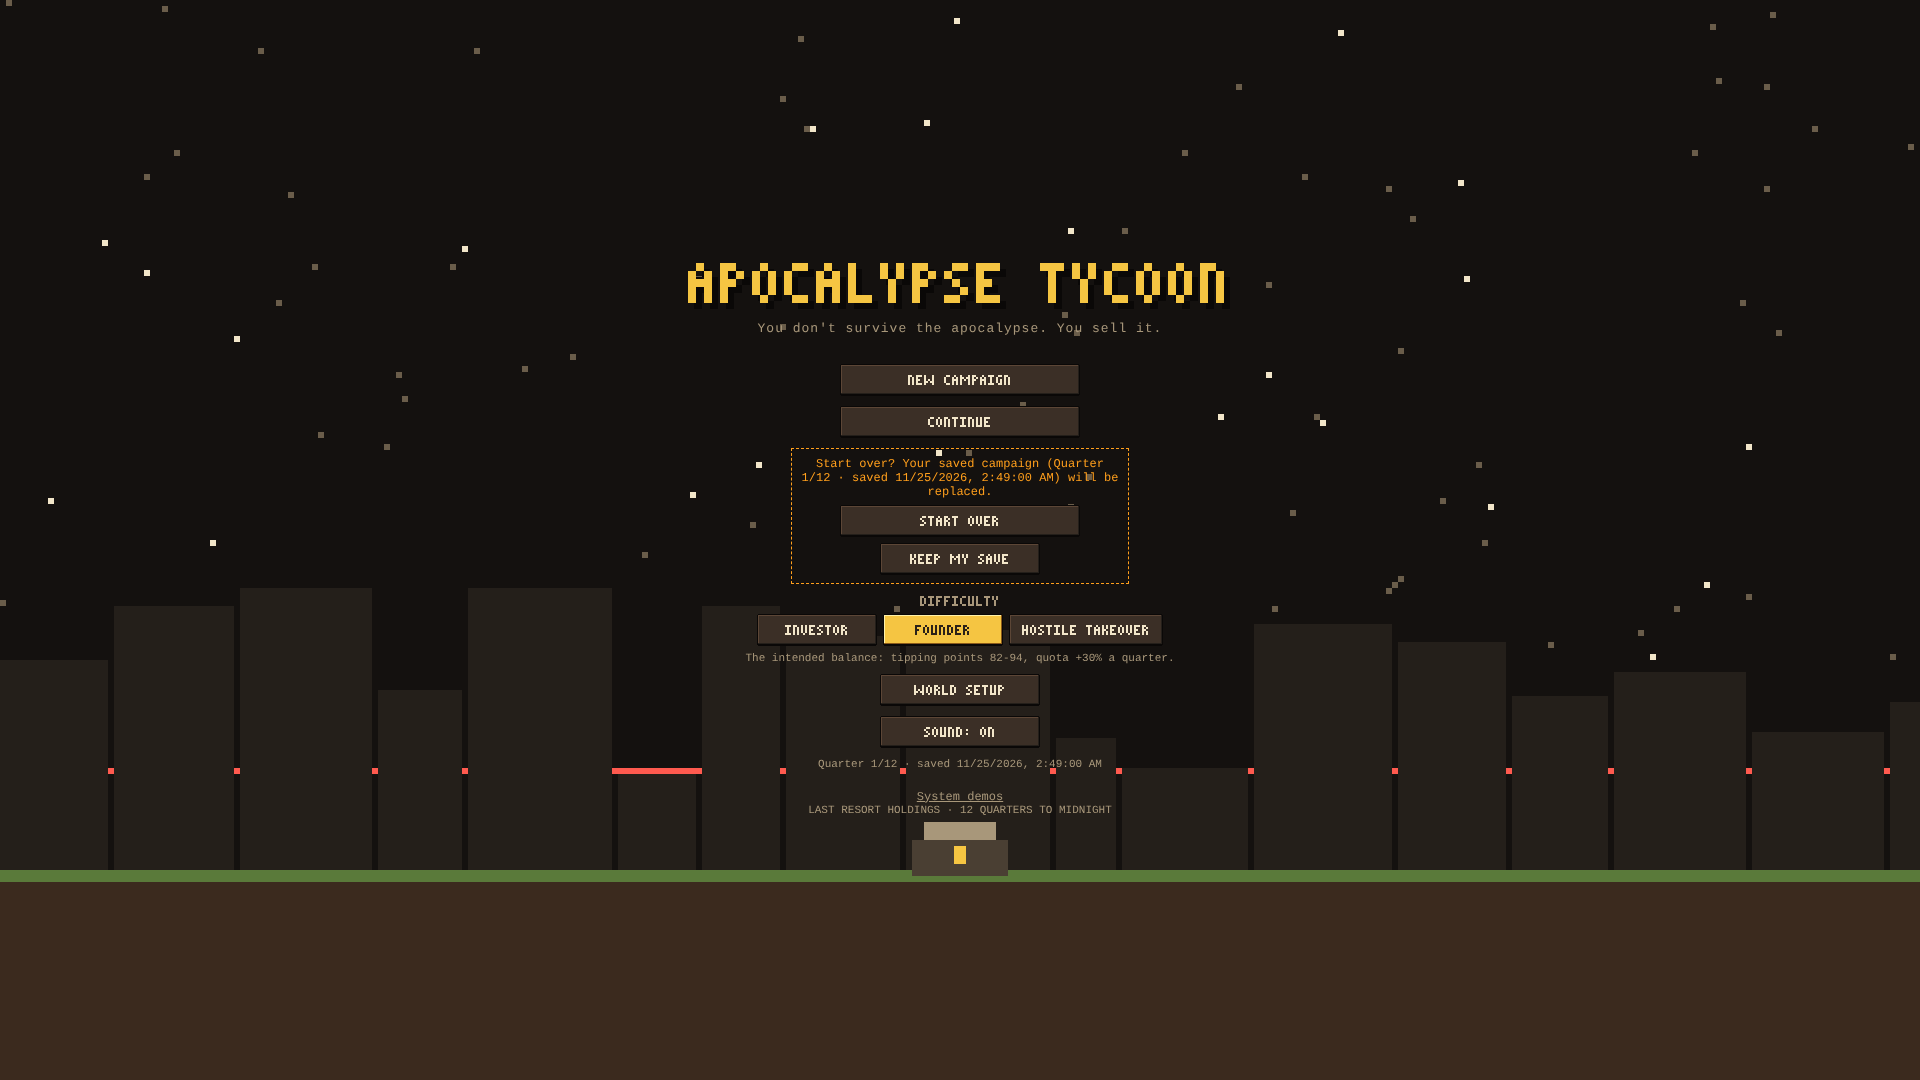 APOCALYPSE TYCOON
You don't survive the apocalypse. You sell it.
NEW CAMPAIGN
CONTINUE
Start over? Your saved campaign (Quarter
1/12 · saved 11/25/2026, 2:49:00 AM) will be
replaced.
START OVER
KEEP MY SAVE
DIFFICULTY
INVESTOR
FOUNDER
HOSTILE TAKEOVER
The intended balance: tipping points 82-94, quota +30% a quarter.
WORLD SETUP
SOUND: ON
Quarter 1/12 · saved 11/25/2026, 2:49:00 AM
System demos
LAST RESORT HOLDINGS · 12 QUARTERS TO MIDNIGHT